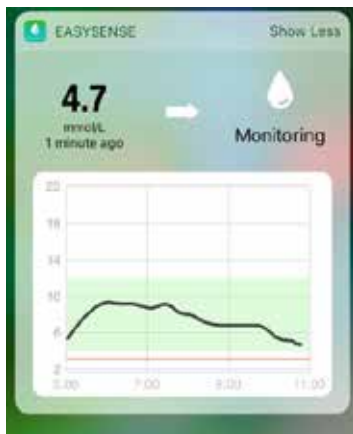 EASYSENSE
Show Less
4.7
mmol/L
1 minute ago
Monitoring
22
18
14
10
6
2
5.00
7.00
9.00
11.00